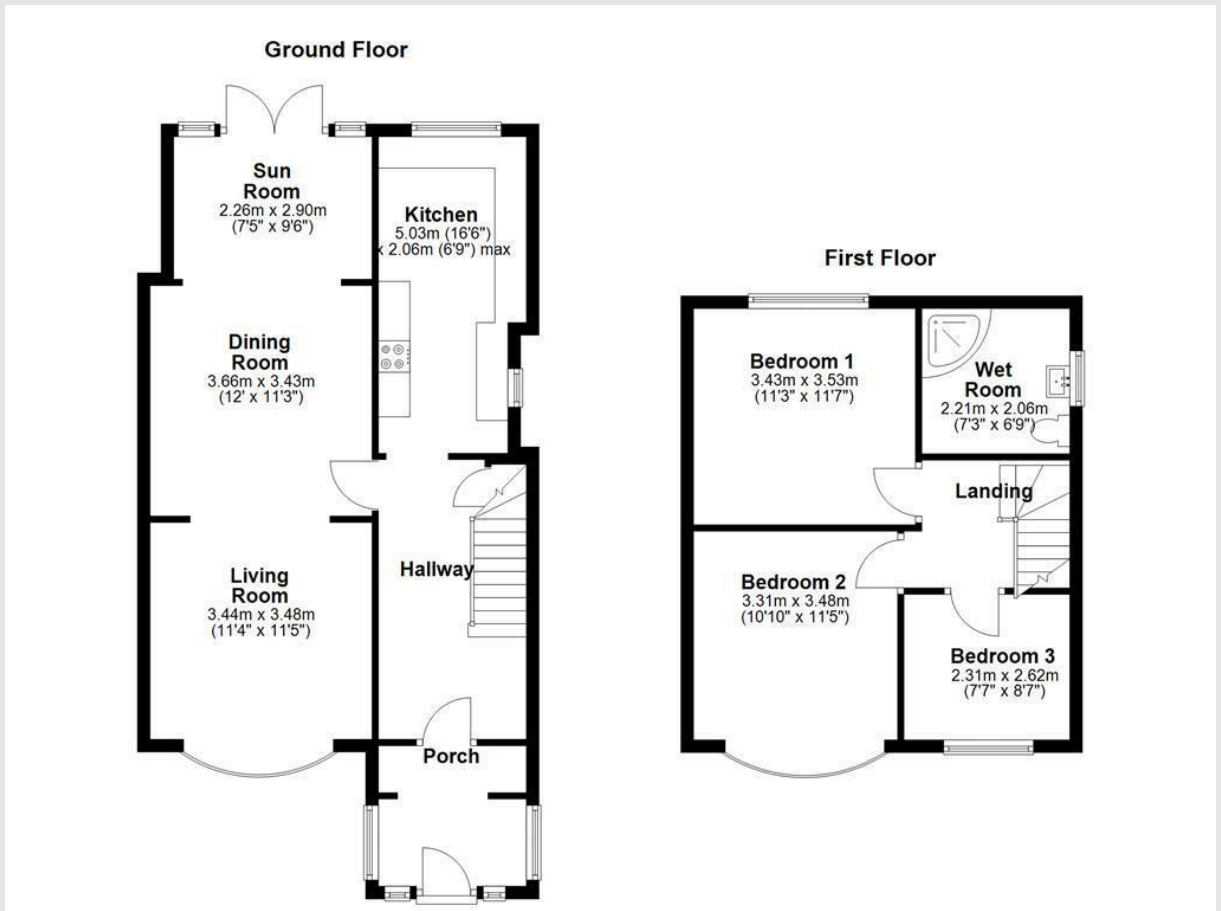 Ground Floor
Sun
Room
2.26m x 2.90m
(7'5" x 9'6")
Kitchen
5.03m (16'6")
x 2.06m (6'9") max
Dining
Room
3.66m x 3.43m
(12' x 11'3")
Living
Room
3.44m x 3.48m
(11'4" x 11'5")
Hallway
Porch
First Floor
Bedroom 1
3.43m x 3.53m
(11'3" x 11'7")
Wet
Room
2.21m x 2.06m
(7'3" x 6'9")
Landing
Bedroom 2
3.31m x 3.48m
(10'10" x 11'5")
Bedroom 3
2.31m x 2.62m
(7'7" x 8'7")